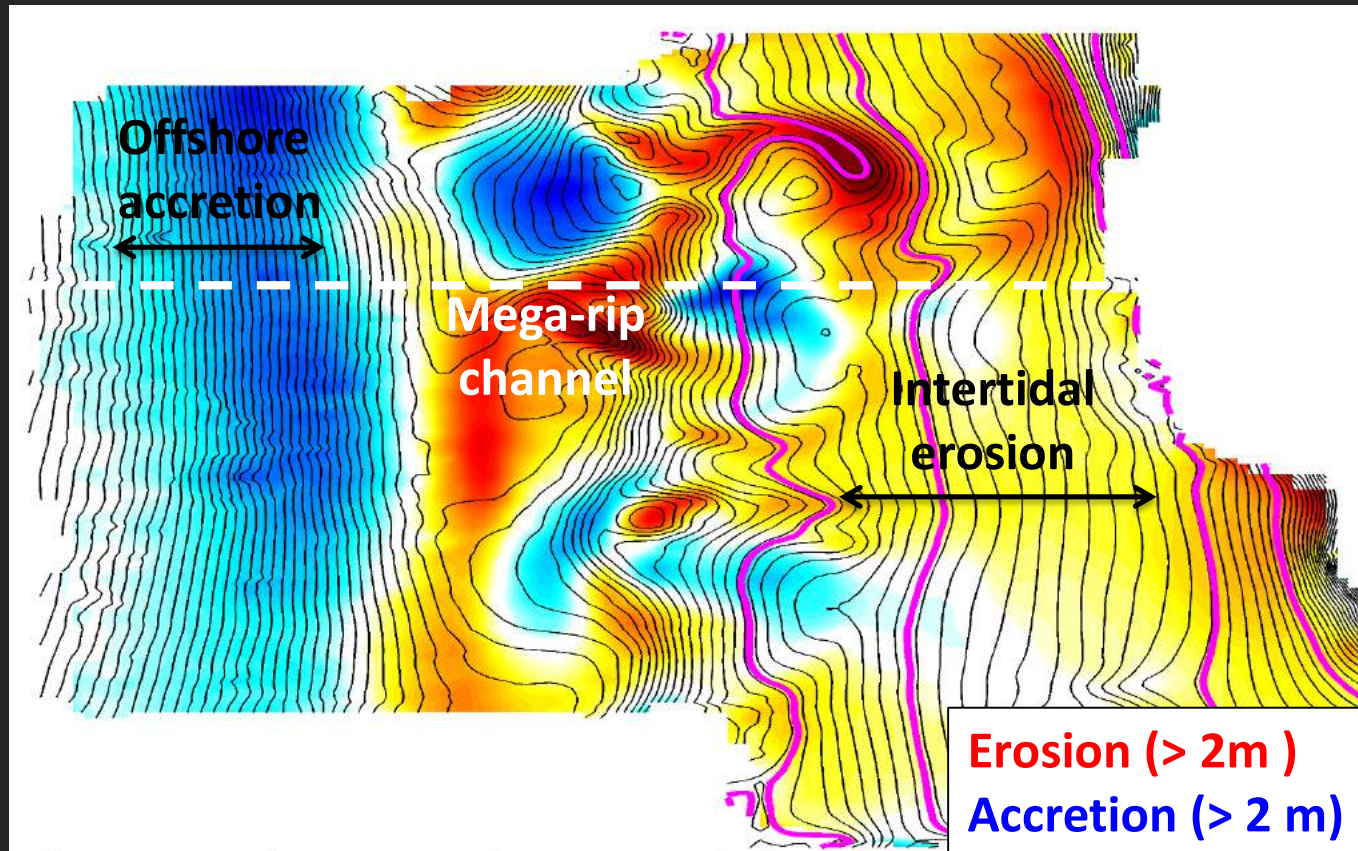 Offshore
accretion
Mega-rip
channel
Intertidal
erosion
Erosion (> 2m )
Accretion (> 2 m)